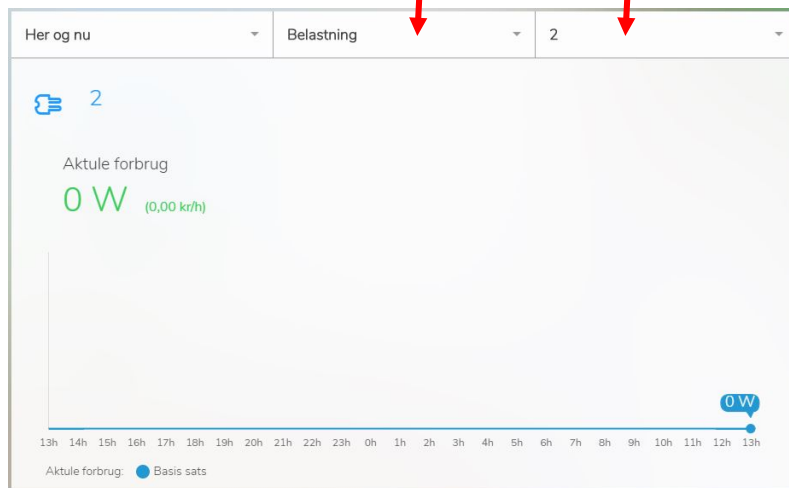 Her og nu Belastning 2
2
Aktule forbrug
0 W (0,00 kr/h)
0 W
13h 14h 15h 16h 17h 18h 19h 20h 21h 22h 23h 0h 1h 2h 3h 4h 5h 6h 7h 8h 9h 10h 11h 12h 13h
Aktule forbrug: Basis sats